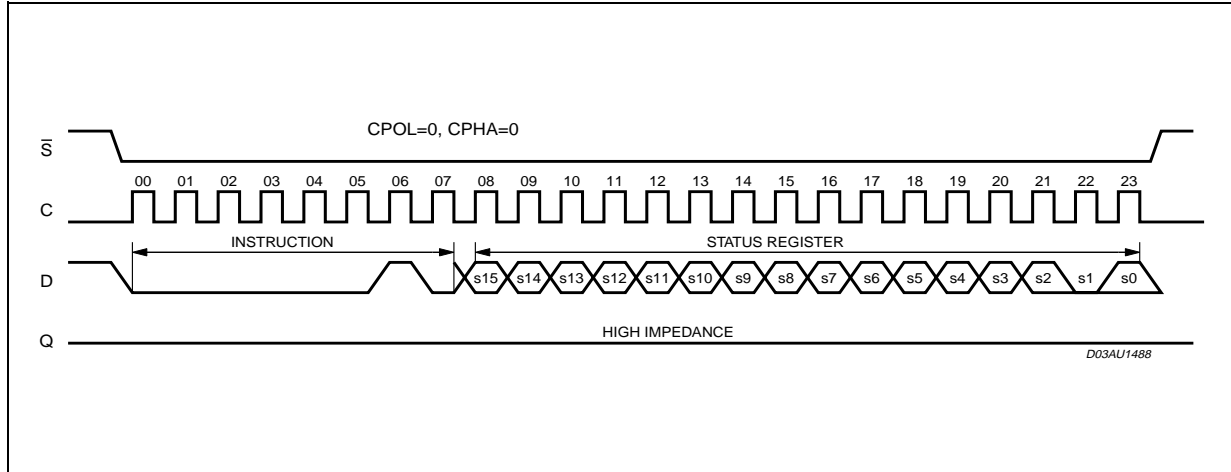 CPOL=0, CPHA=0
S̅
00 01 02 03 04 05 06 07 08 09 10 11 12 13 14 15 16 17 18 19 20 21 22 23
C
INSTRUCTION STATUS REGISTER
D s15 s14 s13 s12 s11 s10 s9 s8 s7 s6 s5 s4 s3 s2 s1 s0
HIGH IMPEDANCE
Q
D03AU1488